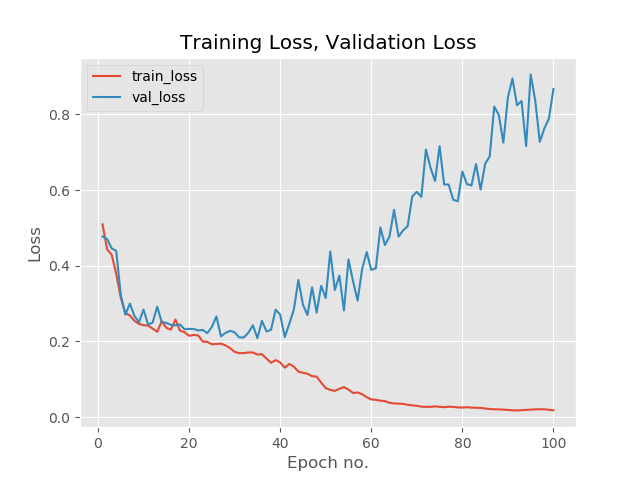 Training Loss, Validation Loss
train_loss
val_loss
Loss
0.8
0.6
0.4
0.2
0.0
0 20 40 60 80 100
Epoch no.